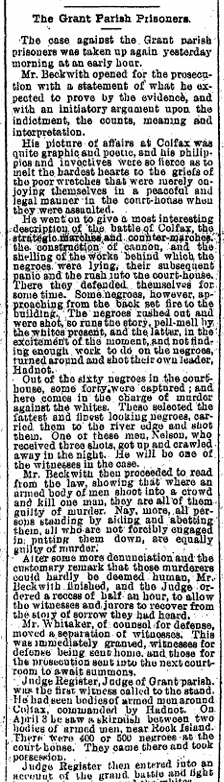 The Grant Parish Prisoners.
The case against the Grant parish
prisoners was taken up again yesterday
morning at an early hour.
Mr. Beckwith opened for the prosecu-
tion with a statement of what he ex-
pected to prove by the evidence, and
with an initiatory argument upon the
indictment, the counts, meaning and
interpretation.
His picture of affairs at Colfax was
quite graphic and poetic, and his philip-
pics and invectives were so fierce as to
melt the hardest hearts to the griefs of
the poor wretches that were merely en-
joying themselves in a peaceful and
legal manner in the court-house when
they were assaulted.
He went on to give a most interesting
description of the battle of Colfax, the
strategic marches and counter-marches,
the construction of cannon, and the
shelling of the works behind which the
negroes were lying, their subsequent
panic and the rush into the court-house.
There they defended themselves for
some time. Some negroes, however, ap-
proaching from the back set fire to the
building. The negroes rushed out and
were shot, so runs the story, pell-mell by
the whites present, and the latter, in the
excitement of the moment, and not find-
ing enough work to do on the negroes,
turned around and shot their own leader,
Hadnot.
Out of the sixty negroes in the court-
house, some forty were captured; and
here comes in the charge of murder
against the whites. These selected the
fattest and finest looking negroes, car-
ried them to the river edge and shot
them. One of these men, Nelson, who
received three shots, got up and crawled
away in the night. He will be one of
the witnesses in the case.
Mr. Beckwith then proceeded to read
from the law, showing that where an
armed body of men shoot into a crowd
and kill one man, they are all of them
guilty of murder. Nay, more, all per-
sons standing by aiding and abetting
them, all who are not forcibly engaged
in putting them down, are equally
guilty of murder.
After some more denunciation and the
customary remark that those murderers
could hardly be deemed human, Mr.
Beckwith finished, and the Judge or-
dered a recess of half an hour, to allow
the witnesses and jurors to recover from
the story of sorrow they had heard.
Mr. Whitaker, of counsel for defense,
moved a separation of witnesses. This
was immediately granted, witnesses for
defense being sent home, and those for
the prosecution sent into the next court-
room to await summons.
Judge Register, Judge of Grant parish,
was the first witness called to the stand.
He had seen bodies of armed men around
Colfax, commanded by Hadnot. On
April 3 he saw a skirmish between two
bodies of armed men, near Rock Island.
There were 400 or 500 negroes at the
court-house. They came there and took
possession.
Judge Register then entered into an
account of the grand battle and